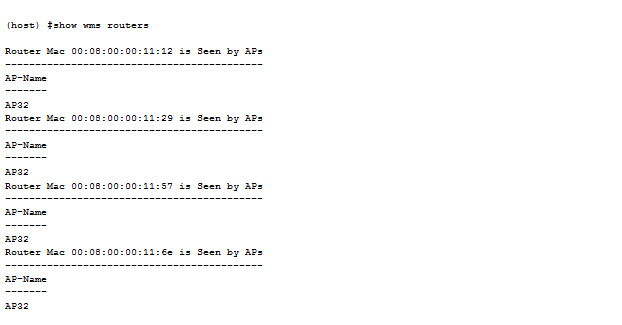 (host) #show wms routers
Router Mac 00:08:00:00:11:12 is Seen by APs
-------------------------------------------
AP-Name
-------
AP32
Router Mac 00:08:00:00:11:29 is Seen by APs
-------------------------------------------
AP-Name
-------
AP32
Router Mac 00:08:00:00:11:57 is Seen by APs
-------------------------------------------
AP-Name
-------
AP32
Router Mac 00:08:00:00:11:6e is Seen by APs
-------------------------------------------
AP-Name
-------
AP32